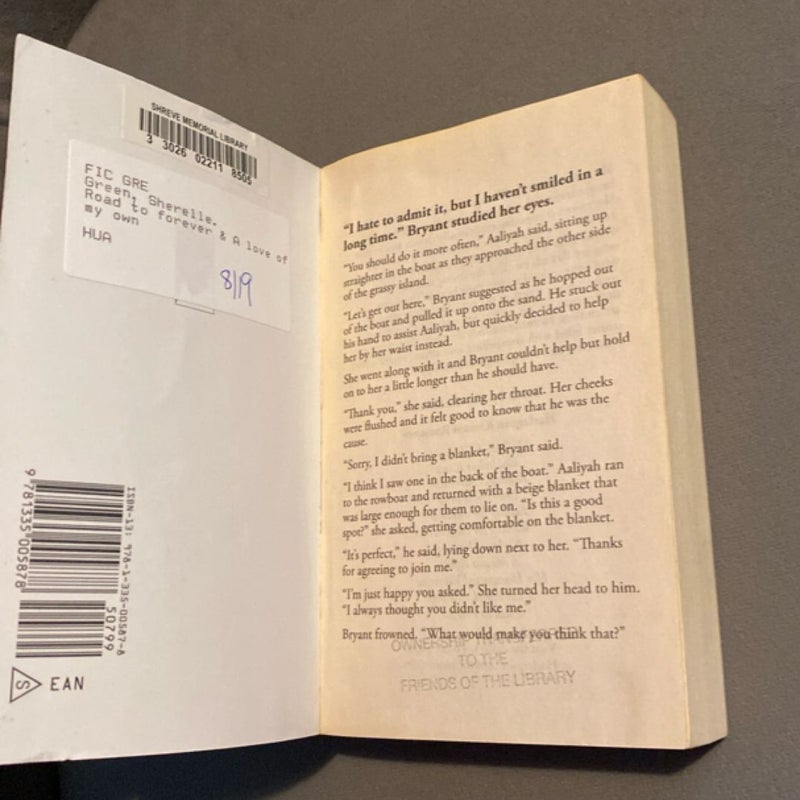 SHREVE MEMORIAL LIBRARY
3 3026 02211 8505
FIC GRE
Green, Sherelle.
Road to forever & A love of
my own
HUA
819
ISBN-13: 978-1-335-00587-8
9 781335 005878
50799
S
EAN
"I hate to admit it, but I haven't smiled in a
long time." Bryant studied her eyes.
"You should do it more often," Aaliyah said, sitting up
straighter in the boat as they approached the other side
of the grassy island.
"Let's get out here," Bryant suggested as he hopped out
of the boat and pulled it up onto the sand. He stuck out
his hand to assist Aaliyah, but quickly decided to help
her by her waist instead.
She went along with it and Bryant couldn't help but hold
on to her a little longer than he should have.
"Thank you," she said, clearing her throat. Her cheeks
were flushed and it felt good to know that he was the
cause.
"Sorry, I didn't bring a blanket," Bryant said.
"I think I saw one in the back of the boat." Aaliyah ran
to the rowboat and returned with a beige blanket that
was large enough for them to lie on. "Is this a good
spot?" she asked, getting comfortable on the blanket.
"It's perfect," he said, lying down next to her. "Thanks
for agreeing to join me."
"I'm just happy you asked." She turned her head to him.
"I always thought you didn't like me."
Bryant frowned. "What would make you think that?"
OWNERSHIP TRANSFERRED
TO THE
FRIENDS OF THE LIBRARY